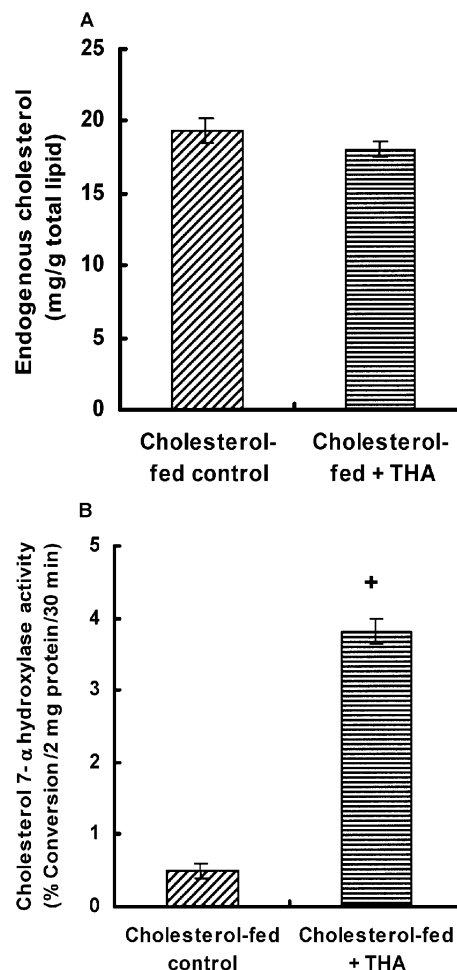 A
Endogenous cholesterol
(mg/g total lipid)
25
20
15
10
5
0
Cholesterol-
fed control
Cholesterol-
fed + THA
B
Cholesterol 7-α hydroxylase activity
(% Conversion/2 mg protein/30 min)
5
4
3
2
1
0
+
Cholesterol-fed
control
Cholesterol-fed
+ THA